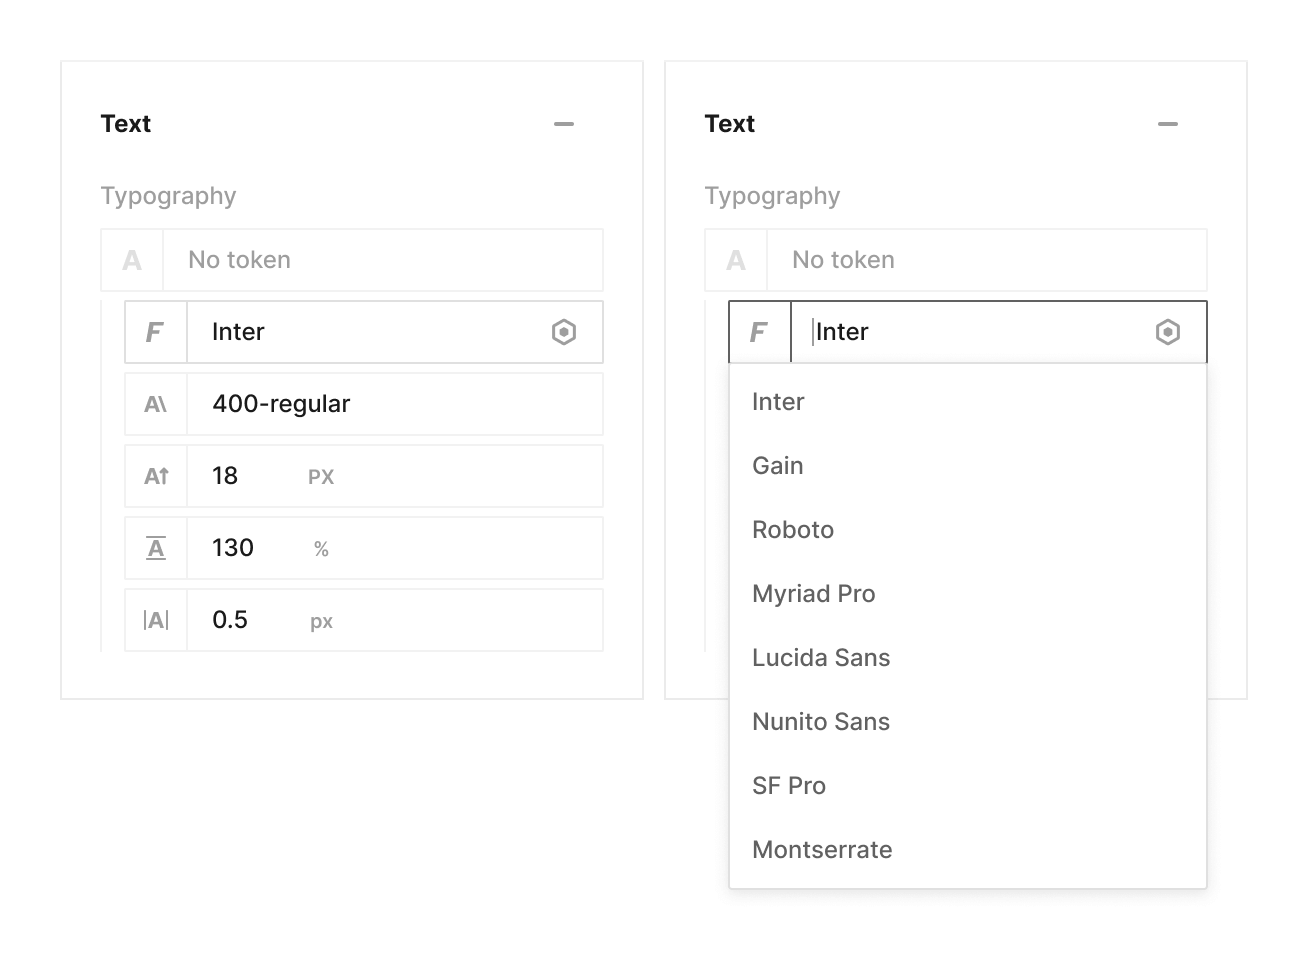 Text
Typography
A No token
F Inter
A\ 400-regular
A↑ 18 PX
A 130 %
|A| 0.5 px
Text
Typography
A No token
F Inter
Inter
Gain
Roboto
Myriad Pro
Lucida Sans
Nunito Sans
SF Pro
Montserrate